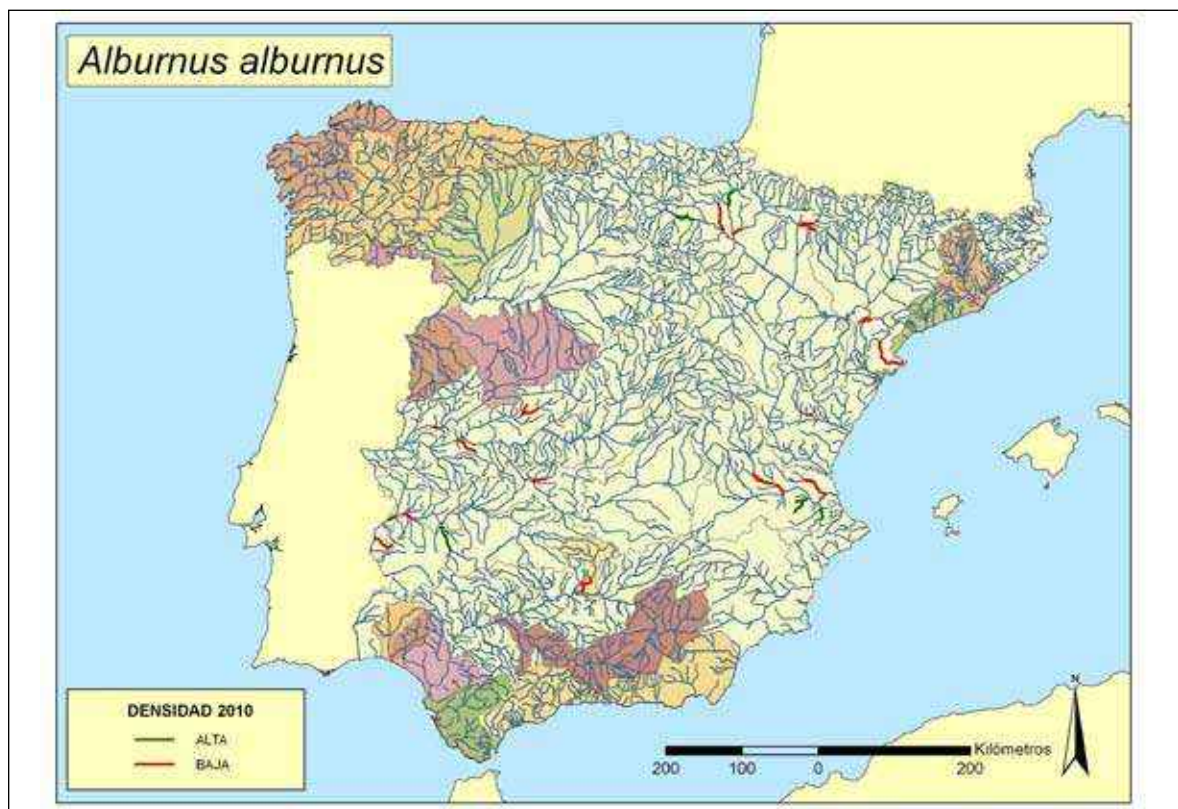 Alburnus alburnus
DENSIDAD 2010
ALTA
BAJA
N
Kilómetros
200 100 0 200